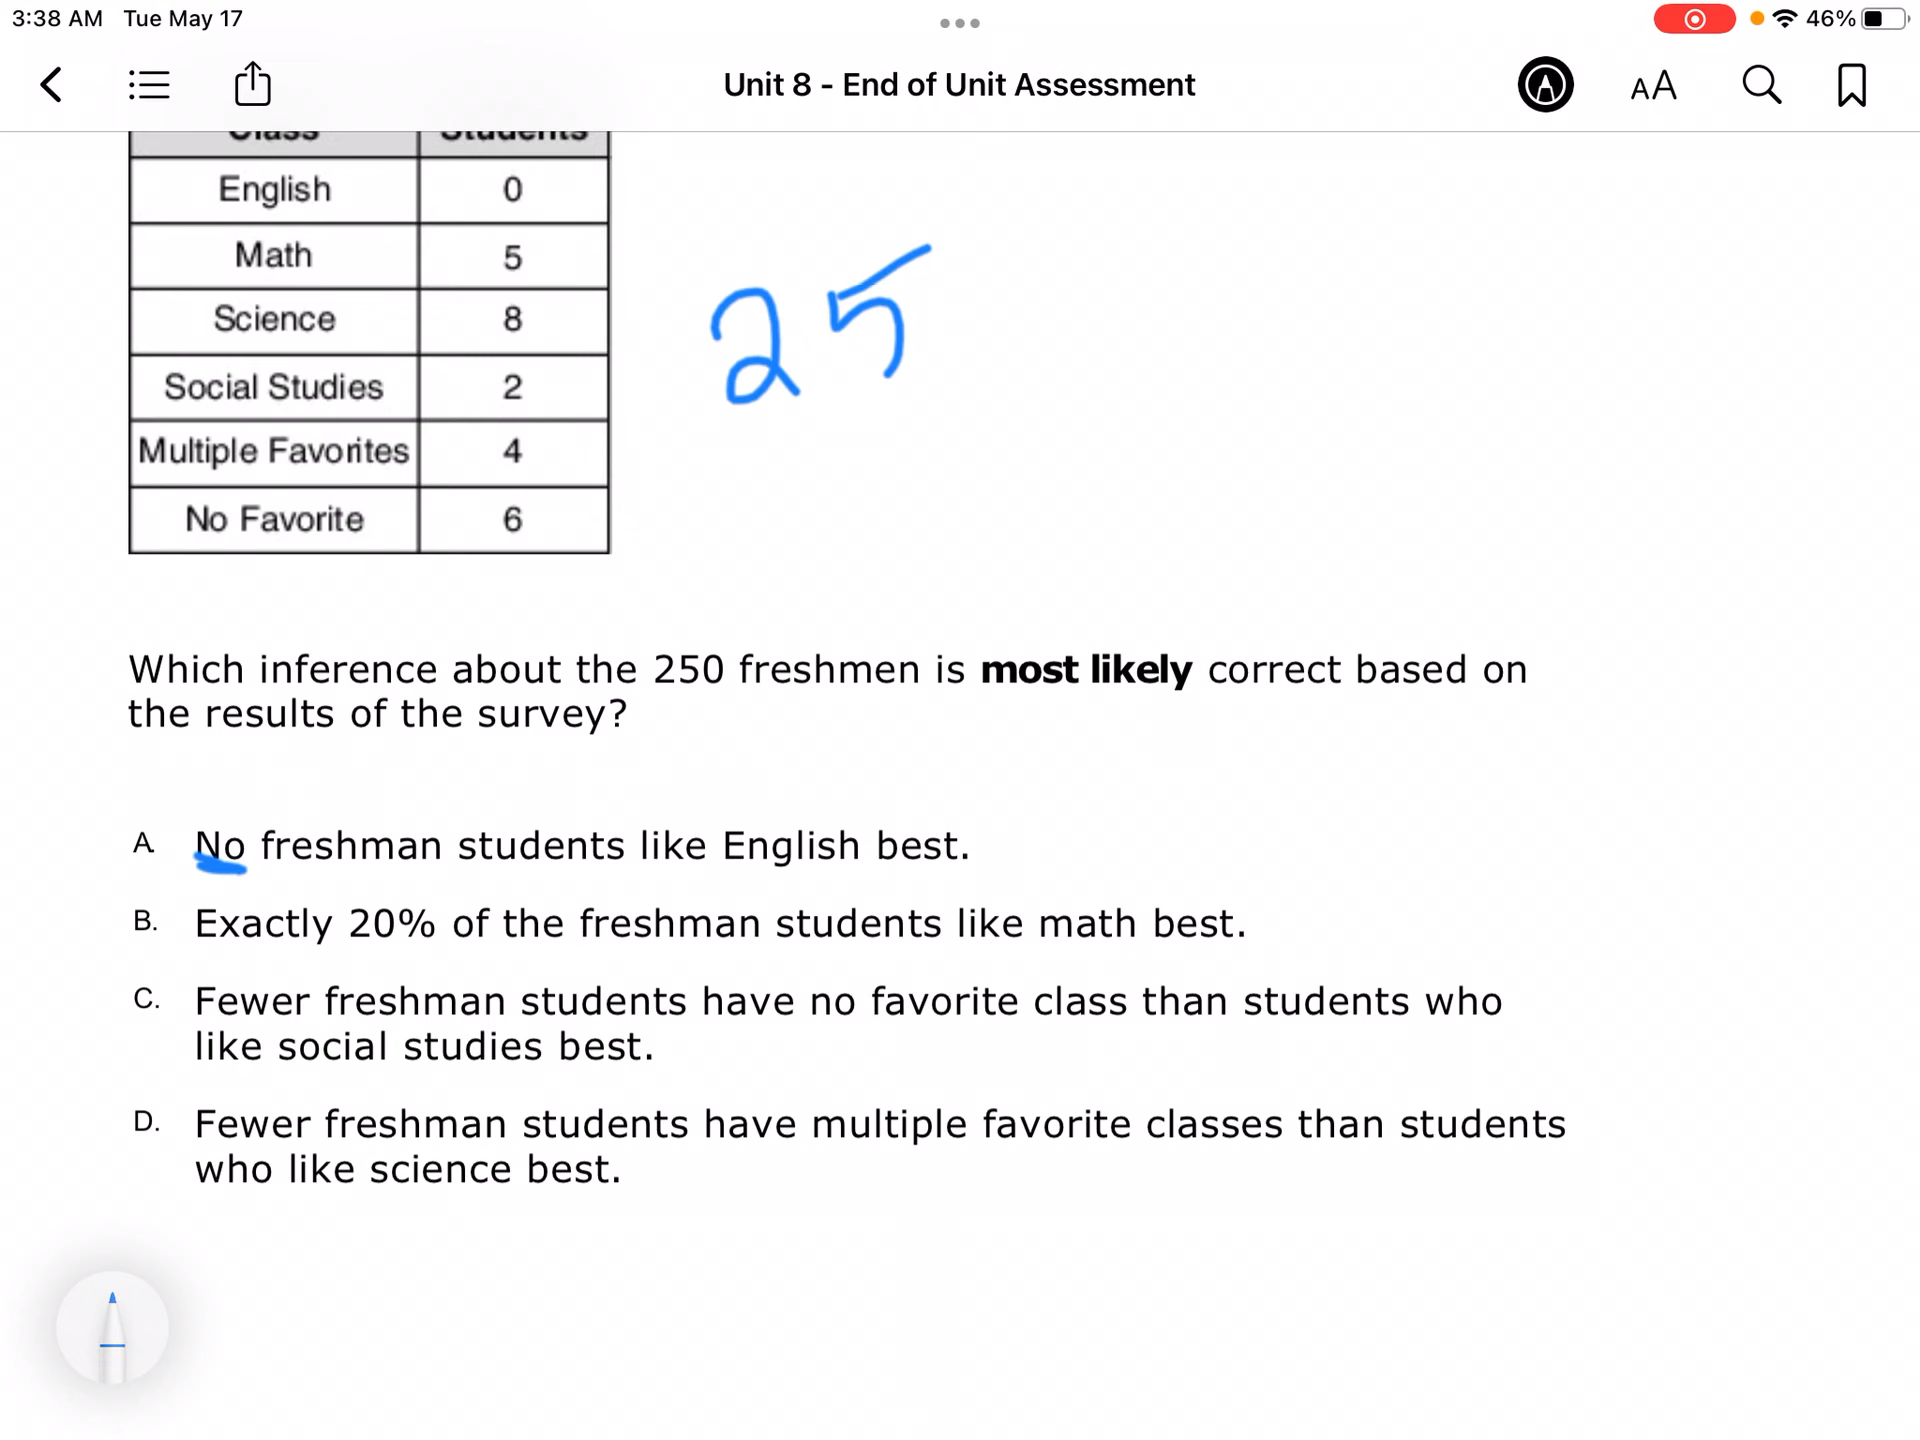 3:38 AM Tue May 17
46%
Unit 8 - End of Unit Assessment
AA
Class Students
English 0
Math 5
Science 8
Social Studies 2
Multiple Favorites 4
No Favorite 6
25
Which inference about the 250 freshmen is most likely correct based on
the results of the survey?
A. No freshman students like English best.
B. Exactly 20% of the freshman students like math best.
C. Fewer freshman students have no favorite class than students who
like social studies best.
D. Fewer freshman students have multiple favorite classes than students
who like science best.